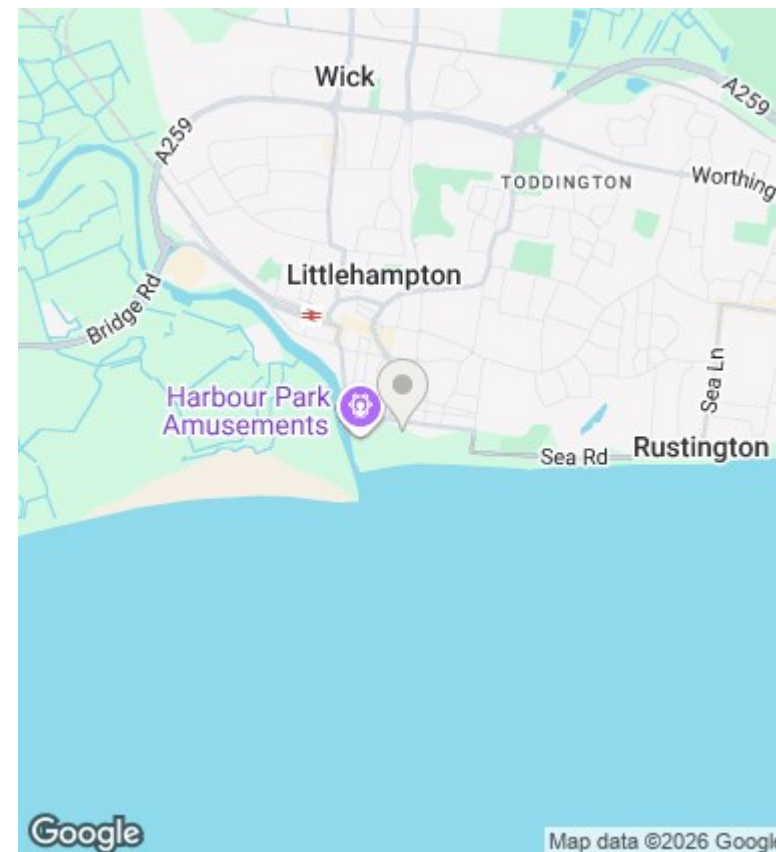 Wick
A259
A259
TODDINGTON
Worthing
Littlehampton
Bridge Rd
Sea Ln
Harbour Park
Amusements
Rustington
Sea Rd
Google
Map data ©2026 Google